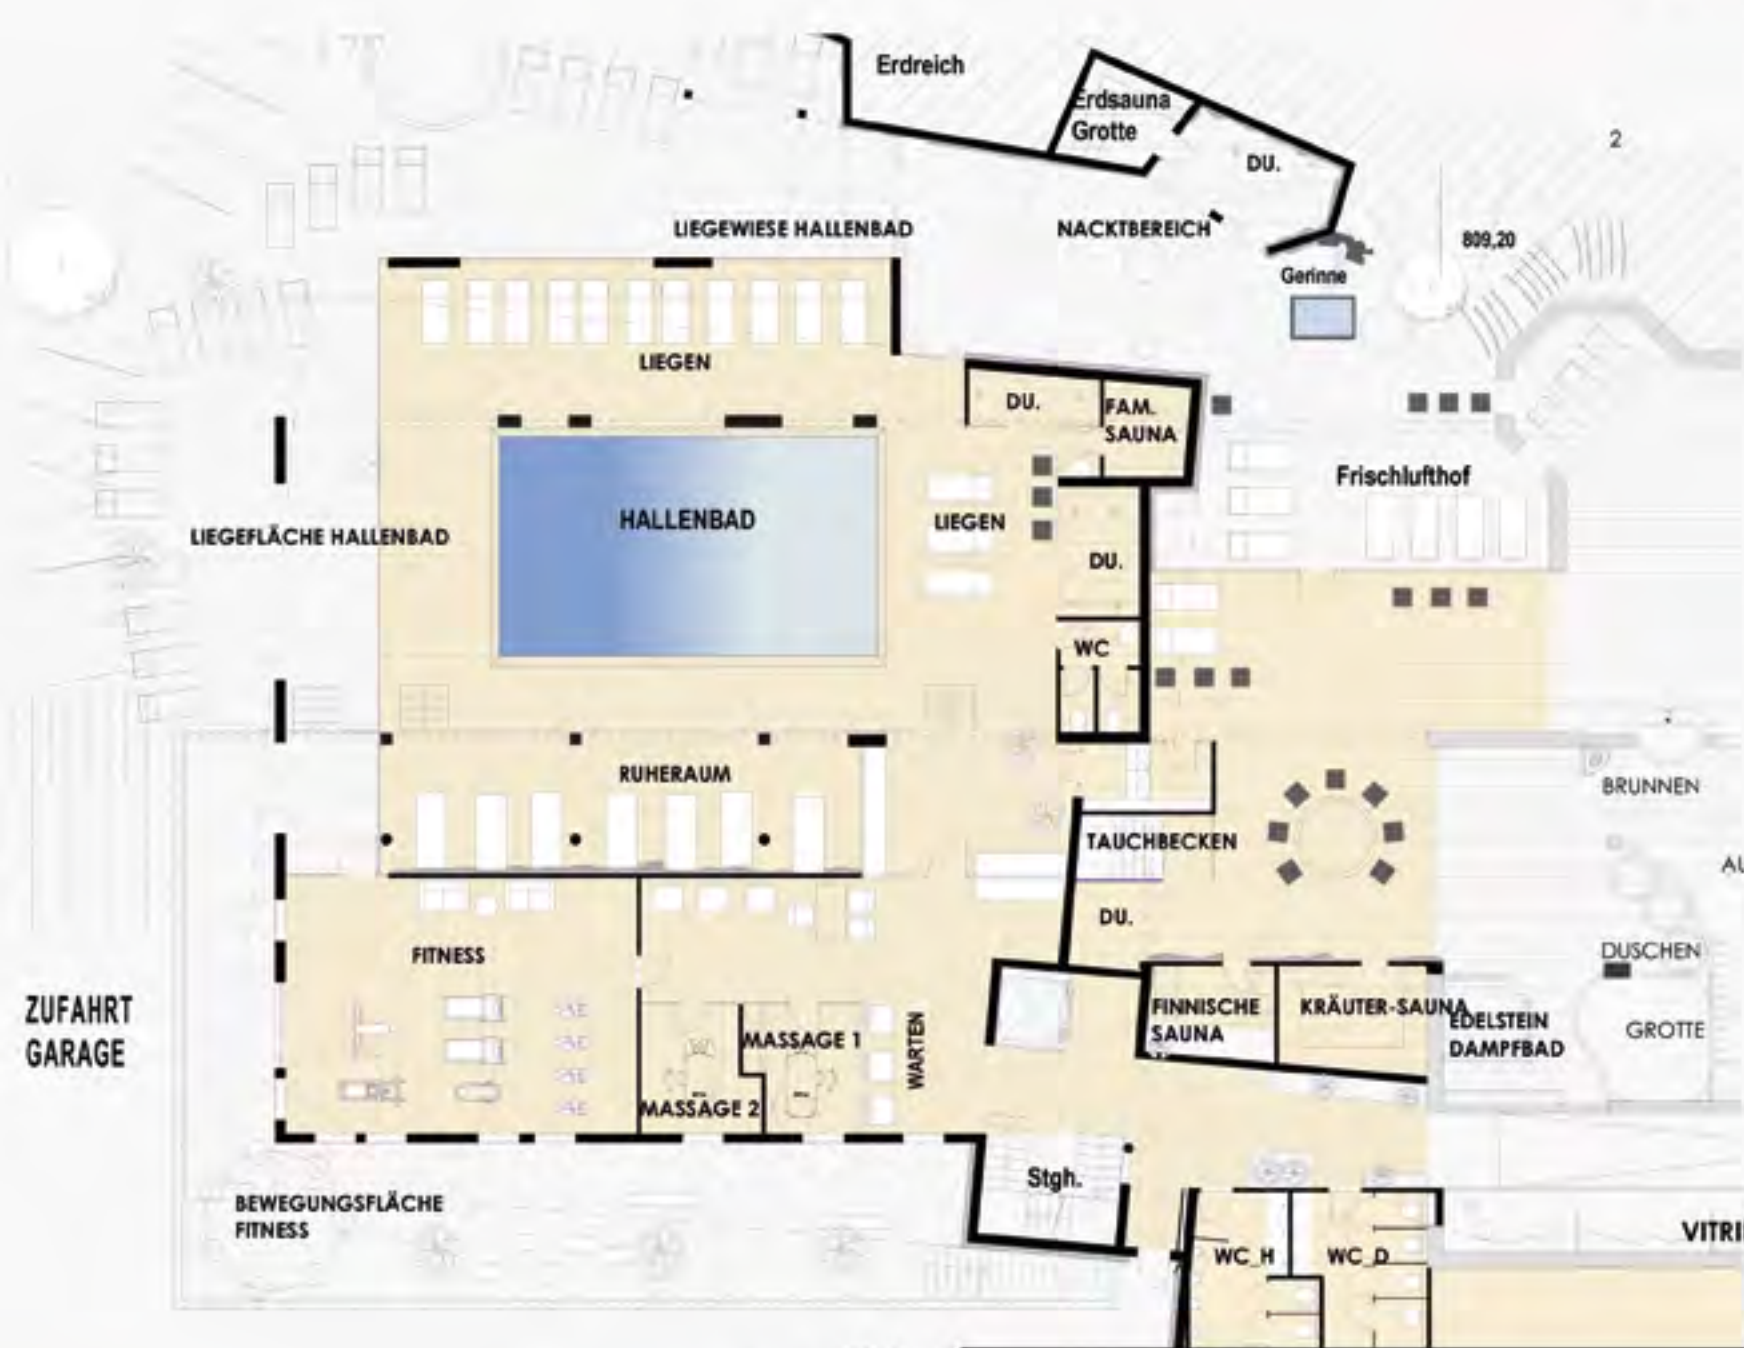 Erdreich
Erdsauna
Grotte
DU.
2
LIEGEWIESE HALLENBAD
NACKTBEREICH
809,20
Gerinne
LIEGEN
DU.
FAM.
SAUNA
Frischlufthof
HALLENBAD
LIEGEN
LIEGEFLÄCHE HALLENBAD
DU.
WC
RUHERAUM
BRUNNEN
TAUCHBECKEN
DU.
FITNESS
DUSCHEN
ZUFAHRT
GARAGE
FINNISCHE
SAUNA
KRÄUTER-SAUNA
EDELSTEIN
DAMPFBAD
GROTTE
MASSAGE 1
WARTEN
MASSAGE 2
Stgh.
BEWEGUNGSFLÄCHE
FITNESS
WC_H
WC_D